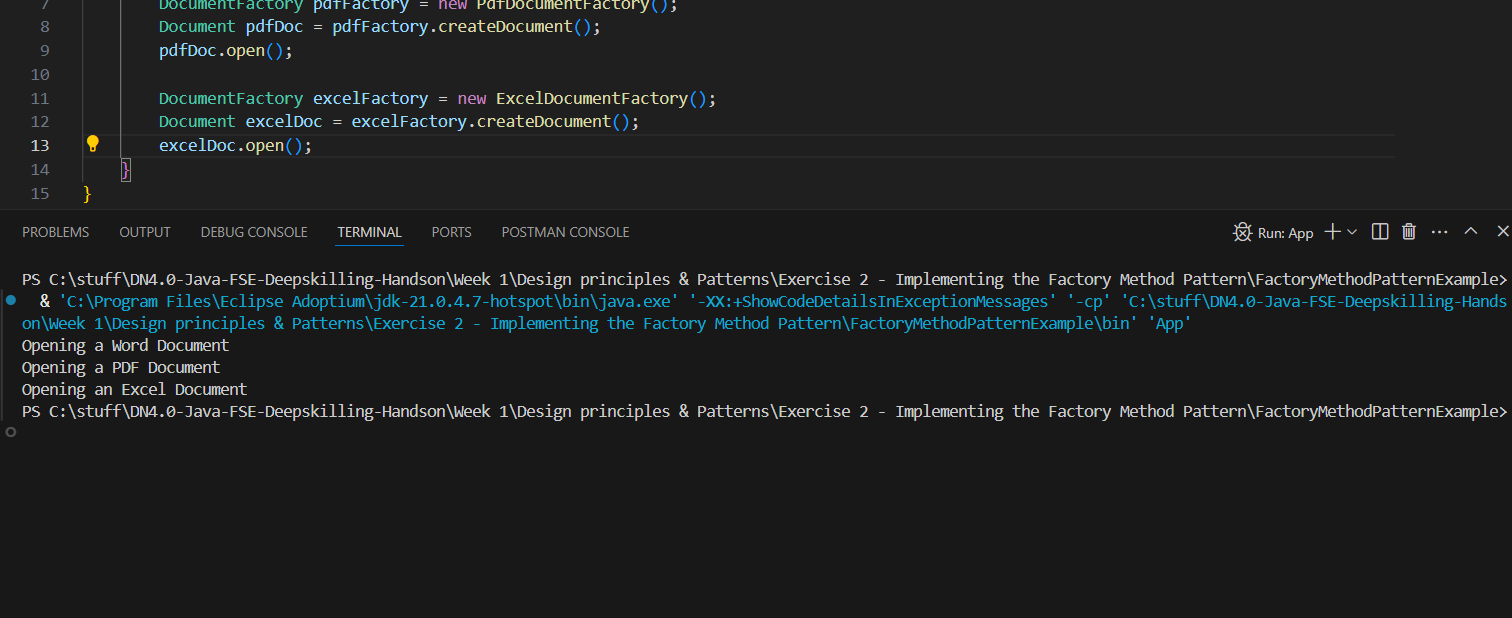 7 DocumentFactory pdfFactory = new PdfDocumentFactory();
8 Document pdfDoc = pdfFactory.createDocument();
9 pdfDoc.open();
10
11 DocumentFactory excelFactory = new ExcelDocumentFactory();
12 Document excelDoc = excelFactory.createDocument();
13 excelDoc.open();
14 }
15 }
PROBLEMS OUTPUT DEBUG CONSOLE TERMINAL PORTS POSTMAN CONSOLE Run: App
PS C:\stuff\DN4.0-Java-FSE-Deepskilling-Handson\Week 1\Design principles & Patterns\Exercise 2 - Implementing the Factory Method Pattern\FactoryMethodPatternExample>
& 'C:\Program Files\Eclipse Adoptium\jdk-21.0.4.7-hotspot\bin\java.exe' '-XX:+ShowCodeDetailsInExceptionMessages' '-cp' 'C:\stuff\DN4.0-Java-FSE-Deepskilling-Hands
on\Week 1\Design principles & Patterns\Exercise 2 - Implementing the Factory Method Pattern\FactoryMethodPatternExample\bin' 'App'
Opening a Word Document
Opening a PDF Document
Opening an Excel Document
PS C:\stuff\DN4.0-Java-FSE-Deepskilling-Handson\Week 1\Design principles & Patterns\Exercise 2 - Implementing the Factory Method Pattern\FactoryMethodPatternExample>